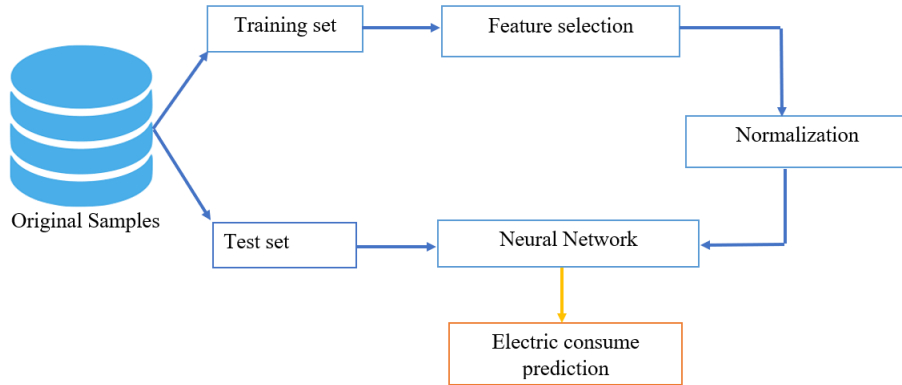 Training set
Feature selection
Normalization
Original Samples
Test set
Neural Network
Electric consume
prediction